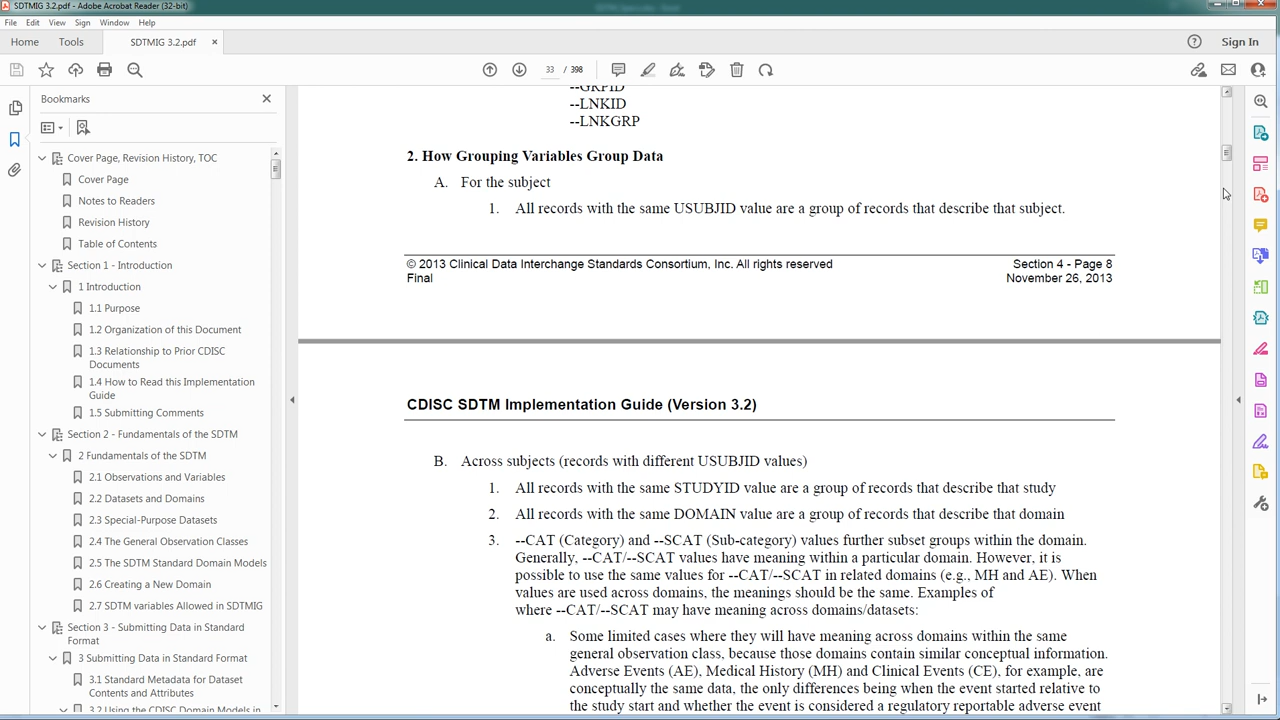 SDTMIG 3.2.pdf - Adobe Acrobat Reader (32-bit)
File Edit View Sign Window Help
Home Tools SDTMIG 3.2.pdf × Sign In
33 / 398
Bookmarks
Cover Page, Revision History, TOC
Cover Page
Notes to Readers
Revision History
Table of Contents
Section 1 - Introduction
1 Introduction
1.1 Purpose
1.2 Organization of this Document
1.3 Relationship to Prior CDISC
Documents
1.4 How to Read this Implementation
Guide
1.5 Submitting Comments
Section 2 - Fundamentals of the SDTM
2 Fundamentals of the SDTM
2.1 Observations and Variables
2.2 Datasets and Domains
2.3 Special-Purpose Datasets
2.4 The General Observation Classes
2.5 The SDTM Standard Domain Models
2.6 Creating a New Domain
2.7 SDTM variables Allowed in SDTMIG
Section 3 - Submitting Data in Standard
Format
3 Submitting Data in Standard Format
3.1 Standard Metadata for Dataset
Contents and Attributes
3.2 Using the CDISC Domain Models in
--GRPID
--LNKID
--LNKGRP
2. How Grouping Variables Group Data
A. For the subject
1. All records with the same USUBJID value are a group of records that describe that subject.
© 2013 Clinical Data Interchange Standards Consortium, Inc. All rights reserved Section 4 - Page 8
Final November 26, 2013
CDISC SDTM Implementation Guide (Version 3.2)
B. Across subjects (records with different USUBJID values)
1. All records with the same STUDYID value are a group of records that describe that study
2. All records with the same DOMAIN value are a group of records that describe that domain
3. --CAT (Category) and --SCAT (Sub-category) values further subset groups within the domain.
Generally, --CAT/--SCAT values have meaning within a particular domain. However, it is
possible to use the same values for --CAT/--SCAT in related domains (e.g., MH and AE). When
values are used across domains, the meanings should be the same. Examples of
where --CAT/--SCAT may have meaning across domains/datasets:
a. Some limited cases where they will have meaning across domains within the same
general observation class, because those domains contain similar conceptual information.
Adverse Events (AE), Medical History (MH) and Clinical Events (CE), for example, are
conceptually the same data, the only differences being when the event started relative to
the study start and whether the event is considered a regulatory reportable adverse event